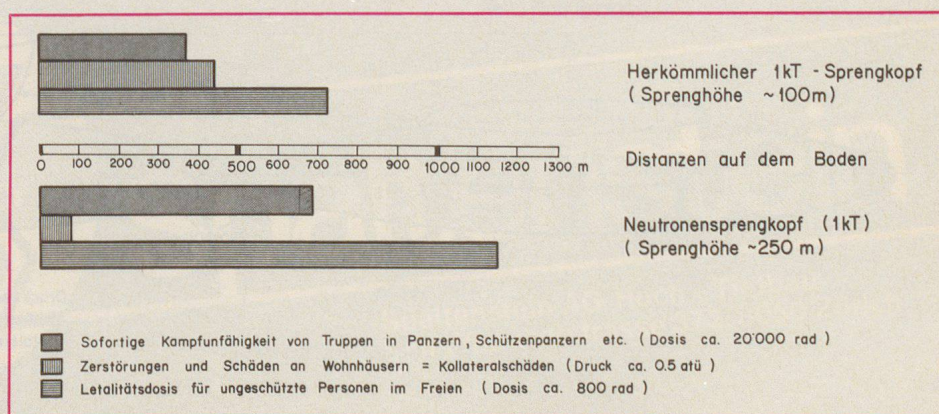 Herkömmlicher 1kT - Sprengkopf
( Sprenghöhe ~100m)
0 100 200 300 400 500 600 700 800 900 1000 1100 1200 1300 m
Distanzen auf dem Boden
Neutronensprengkopf (1kT)
( Sprenghöhe ~250 m)
Sofortige Kampfunfähigkeit von Truppen in Panzern, Schützenpanzern etc. ( Dosis ca. 20'000 rad )
Zerstörungen und Schäden an Wohnhäusern = Kollateralschäden (Druck ca. 0.5 atü )
Letalitätsdosis für ungeschützte Personen im Freien ( Dosis ca. 800 rad )